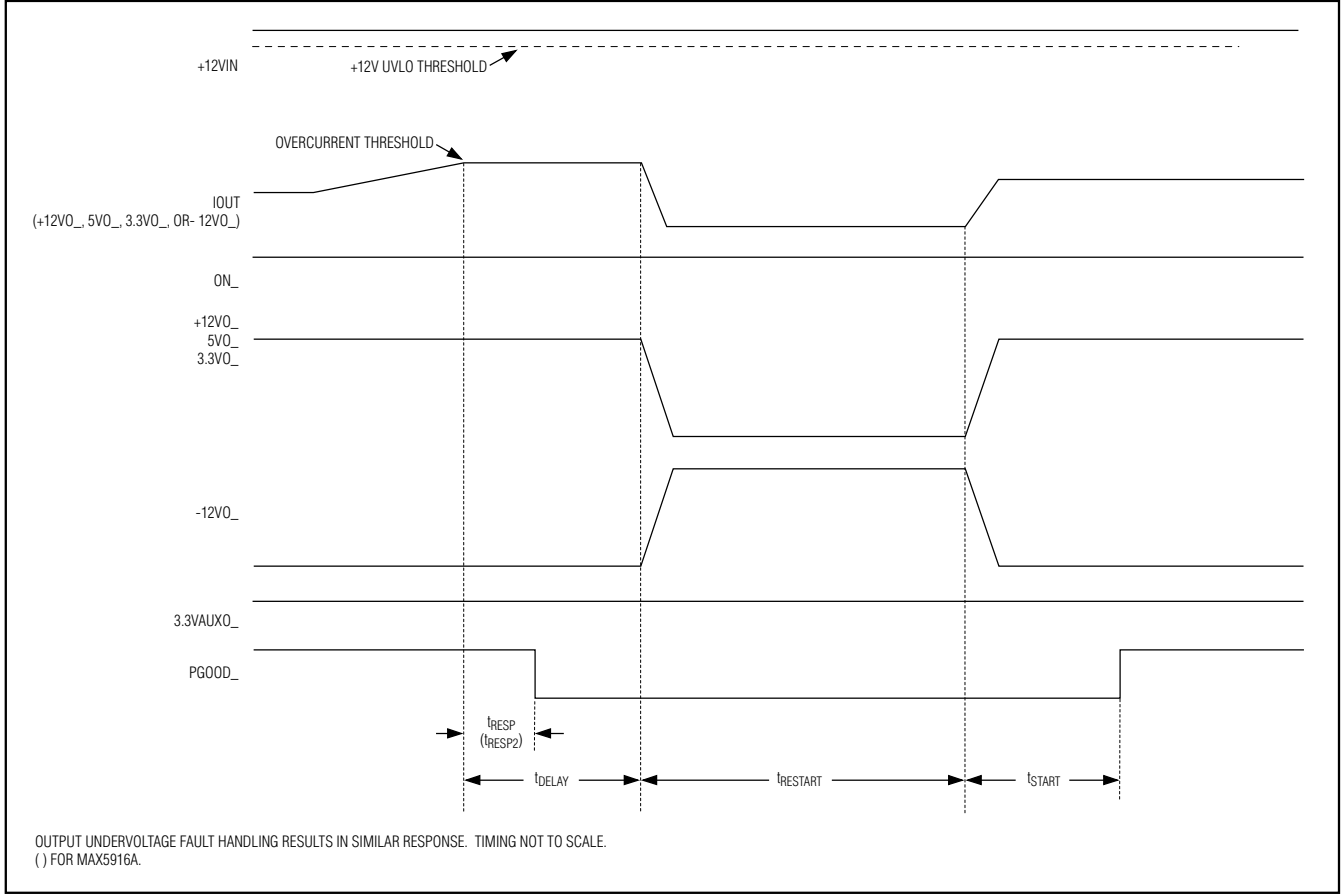 +12VIN
+12V UVLO THRESHOLD
OVERCURRENT THRESHOLD
IOUT
(+12VO_, 5VO_, 3.3VO_, OR- 12VO_)
ON_
+12VO_
5VO_
3.3VO_
-12VO_
3.3VAUXO_
PGOOD_
tRESP
(tRESP2)
tDELAY
tRESTART
tSTART
OUTPUT UNDERVOLTAGE FAULT HANDLING RESULTS IN SIMILAR RESPONSE. TIMING NOT TO SCALE.
( ) FOR MAX5916A.